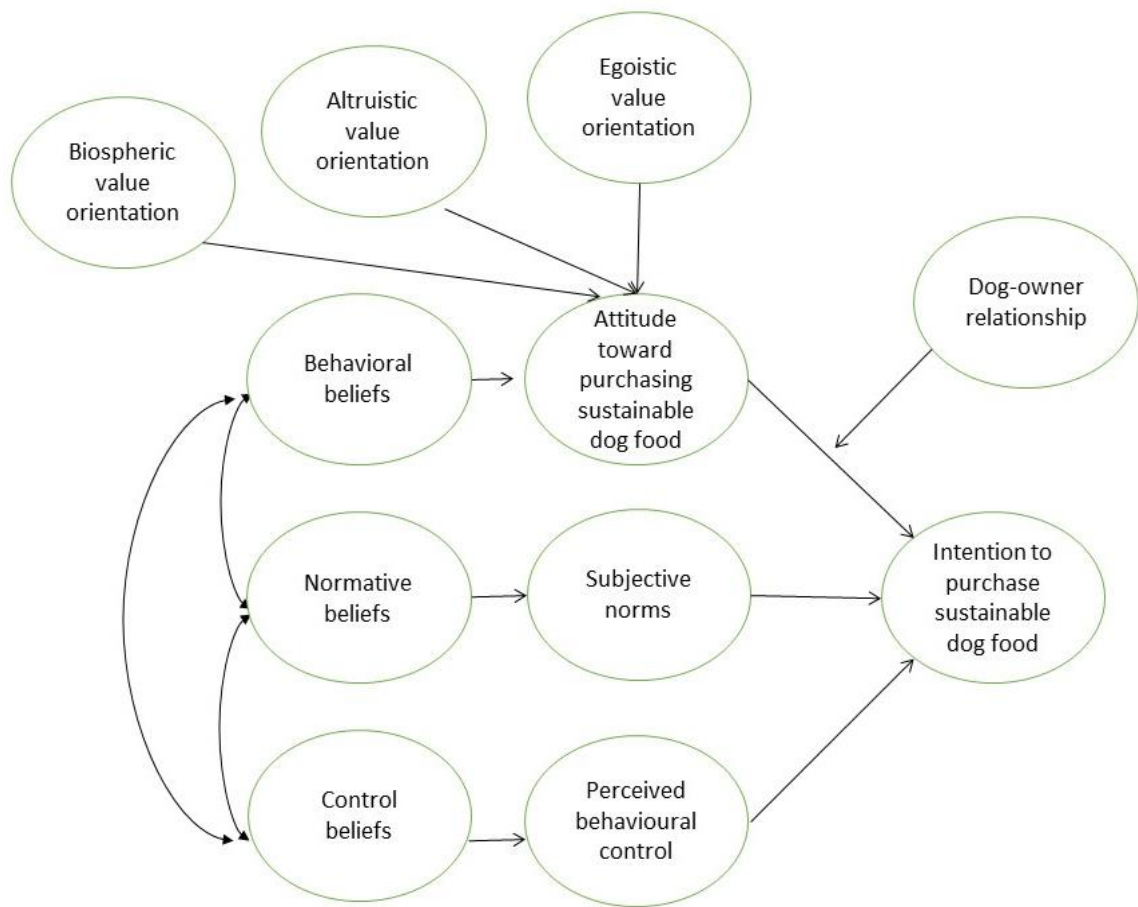 Egoistic
value
orientation
Altruistic
value
orientation
Biospheric
value
orientation
Dog-owner
relationship
Attitude
toward
purchasing
sustainable
dog food
Behavioral
beliefs
Normative
beliefs
Subjective
norms
Intention to
purchase
sustainable
dog food
Control
beliefs
Perceived
behavioural
control